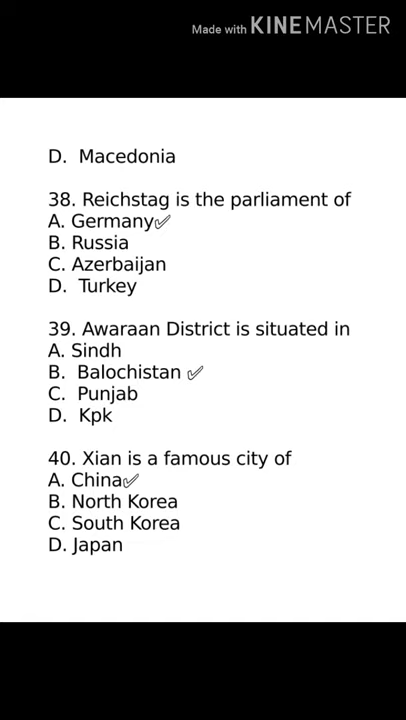 Made with KINEMASTER
D. Macedonia
38. Reichstag is the parliament of
A. Germany✅
B. Russia
C. Azerbaijan
D. Turkey
39. Awaraan District is situated in
A. Sindh
B. Balochistan ✅
C. Punjab
D. Kpk
40. Xian is a famous city of
A. China✅
B. North Korea
C. South Korea
D. Japan